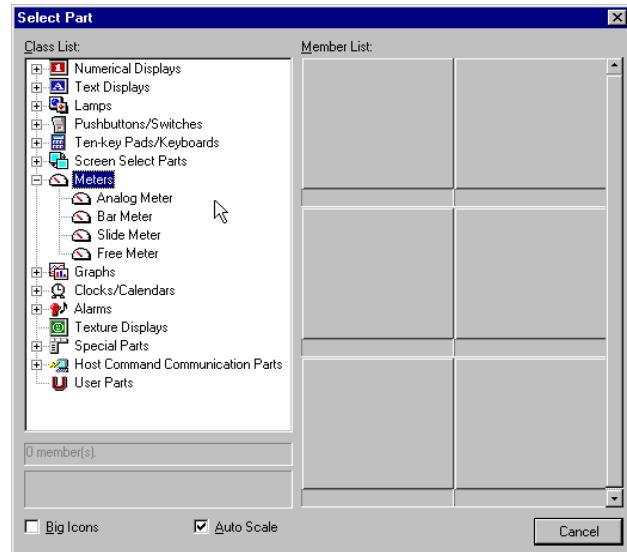 Select Part
Class List:
Member List:
Numerical Displays
Text Displays
Lamps
Pushbuttons/Switches
Ten-key Pads/Keyboards
Screen Select Parts
Meters
Analog Meter
Bar Meter
Slide Meter
Free Meter
Graphs
Clocks/Calendars
Alarms
Texture Displays
Special Parts
Host Command Communication Parts
User Parts
0 member(s).
Big Icons
Auto Scale
Cancel